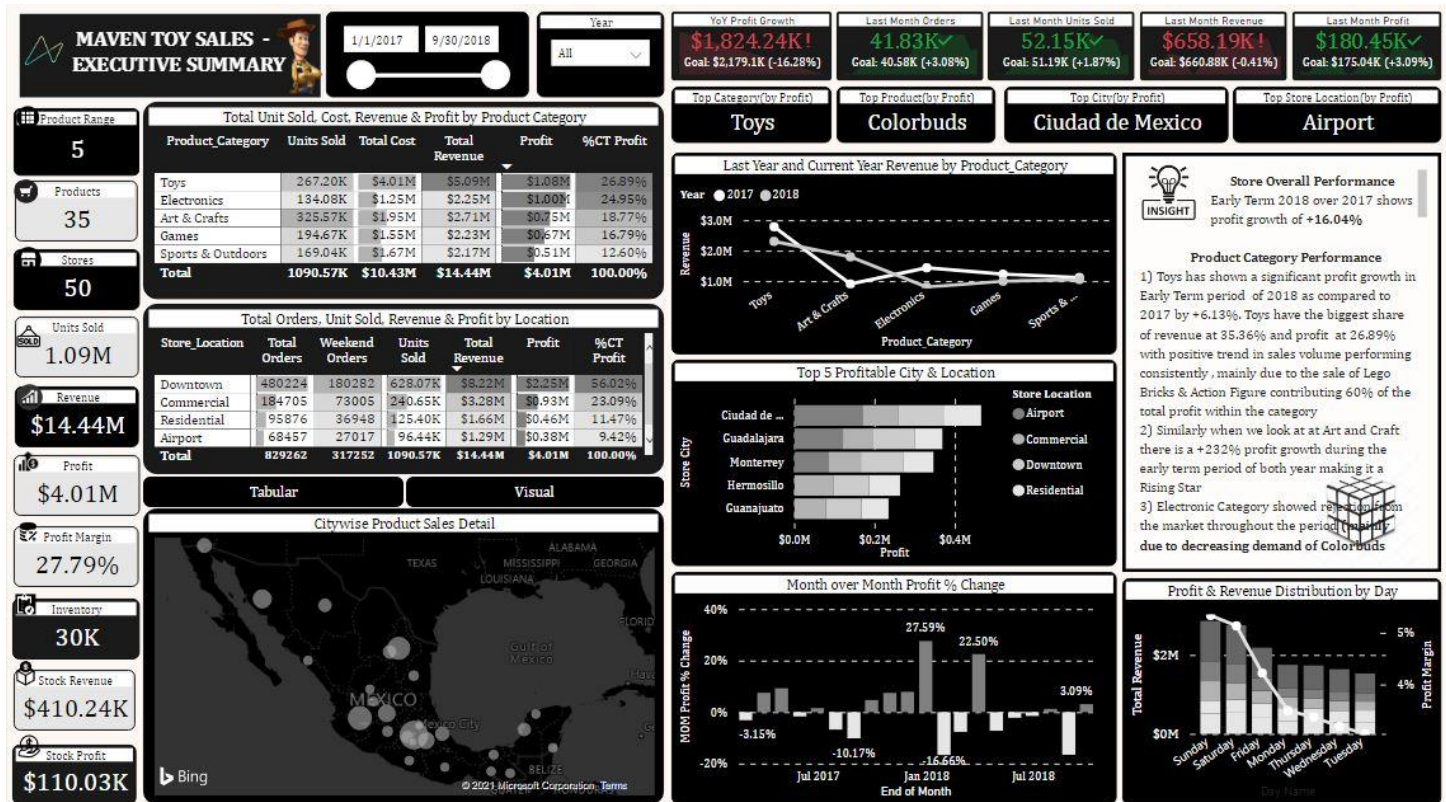 MAVEN TOY SALES -
EXECUTIVE SUMMARY
1/1/2017 9/30/2018
Year
All
YoY Profit Growth
$1,824.24K!
Goal: $2,179.1K (-16.28%)
Last Month Orders
41.83K✓
Goal: 40.58K (+3.08%)
Last Month Units Sold
52.15K✓
Goal: 51.19K (+1.87%)
Last Month Revenue
$658.19K!
Goal: $660.88K (-0.41%)
Last Month Profit
$180.45K✓
Goal: $175.04K (+3.09%)
Top Category(by Profit)
Toys
Top Product(by Profit)
Colorbuds
Top City(by Profit)
Ciudad de Mexico
Top Store Location(by Profit)
Airport
Product Range
5
Products
35
Stores
50
SOLD
Units Sold
1.09M
Revenue
$14.44M
Profit
$4.01M
Profit Margin
27.79%
Inventory
30K
Stock Revenue
$410.24K
Stock Profit
$110.03K
Total Unit Sold, Cost, Revenue & Profit by Product Category
Product_Category Units Sold Total Cost Total Revenue Profit %CT Profit
Toys 267.20K $4.01M $5.09M $1.08M 26.89%
Electronics 134.08K $1.25M $2.25M $1.00M 24.95%
Art & Crafts 325.57K $1.95M $2.71M $0.75M 18.77%
Games 194.67K $1.55M $2.23M $0.67M 16.79%
Sports & Outdoors 169.04K $1.67M $2.17M $0.51M 12.60%
Total 1090.57K $10.43M $14.44M $4.01M 100.00%
Total Orders, Unit Sold, Revenue & Profit by Location
Store_Location Total Orders Weekend Orders Units Sold Total Revenue Profit %CT Profit
Downtown 480224 180282 628.07K $8.22M $2.25M 56.02%
Commercial 184705 73005 240.65K $3.28M $0.93M 23.09%
Residential 95876 36948 125.40K $1.66M $0.46M 11.47%
Airport 68457 27017 96.44K $1.29M $0.38M 9.42%
Total 829262 317252 1090.57K $14.44M $4.01M 100.00%
Tabular
Visual
Citywise Product Sales Detail
ALABAMA
TEXAS
MISSISSIPPI
GEORGIA
LOUISIANA
FLORID
Gulf of
Mexico
MÉXICO
Mexico City
BELIZE
Bing
© 2021 Microsoft Corporation Terms
Last Year and Current Year Revenue by Product_Category
Year 2017 2018
$3.0M
$2.0M
$1.0M
Revenue
Toys
Art & Crafts
Electronics
Games
Sports & ...
Product_Category
Top 5 Profitable City & Location
Store City
Ciudad de ...
Guadalajara
Monterrey
Hermosillo
Guanajuato
$0.0M $0.2M $0.4M
Profit
Store Location
Airport
Commercial
Downtown
Residential
Month over Month Profit % Change
MOM Profit % Change
40%
20%
0%
-20%
-3.15%
-10.17%
27.59%
-16.66%
22.50%
3.09%
Jul 2017 Jan 2018 Jul 2018
End of Month
INSIGHT
Store Overall Performance
Early Term 2018 over 2017 shows
profit growth of +16.04%
Product Category Performance
1) Toys has shown a significant profit growth in
Early Term period of 2018 as compared to
2017 by +6.13%. Toys have the biggest share
of revenue at 35.36% and profit at 26.89%
with positive trend in sales volume performing
consistently , mainly due to the sale of Lego
Bricks & Action Figure contributing 60% of the
total profit within the category
2) Similarly when we look at at Art and Craft
there is a +232% profit growth during the
early term period of both year making it a
Rising Star
3) Electronic Category showed rejection from
the market throughout the period (mainly
due to decreasing demand of Colorbuds
Profit & Revenue Distribution by Day
Total Revenue
$2M
$0M
5%
4%
Profit Margin
Sunday
Saturday
Friday
Monday
Thursday
Wednesday
Tuesday
Day Name